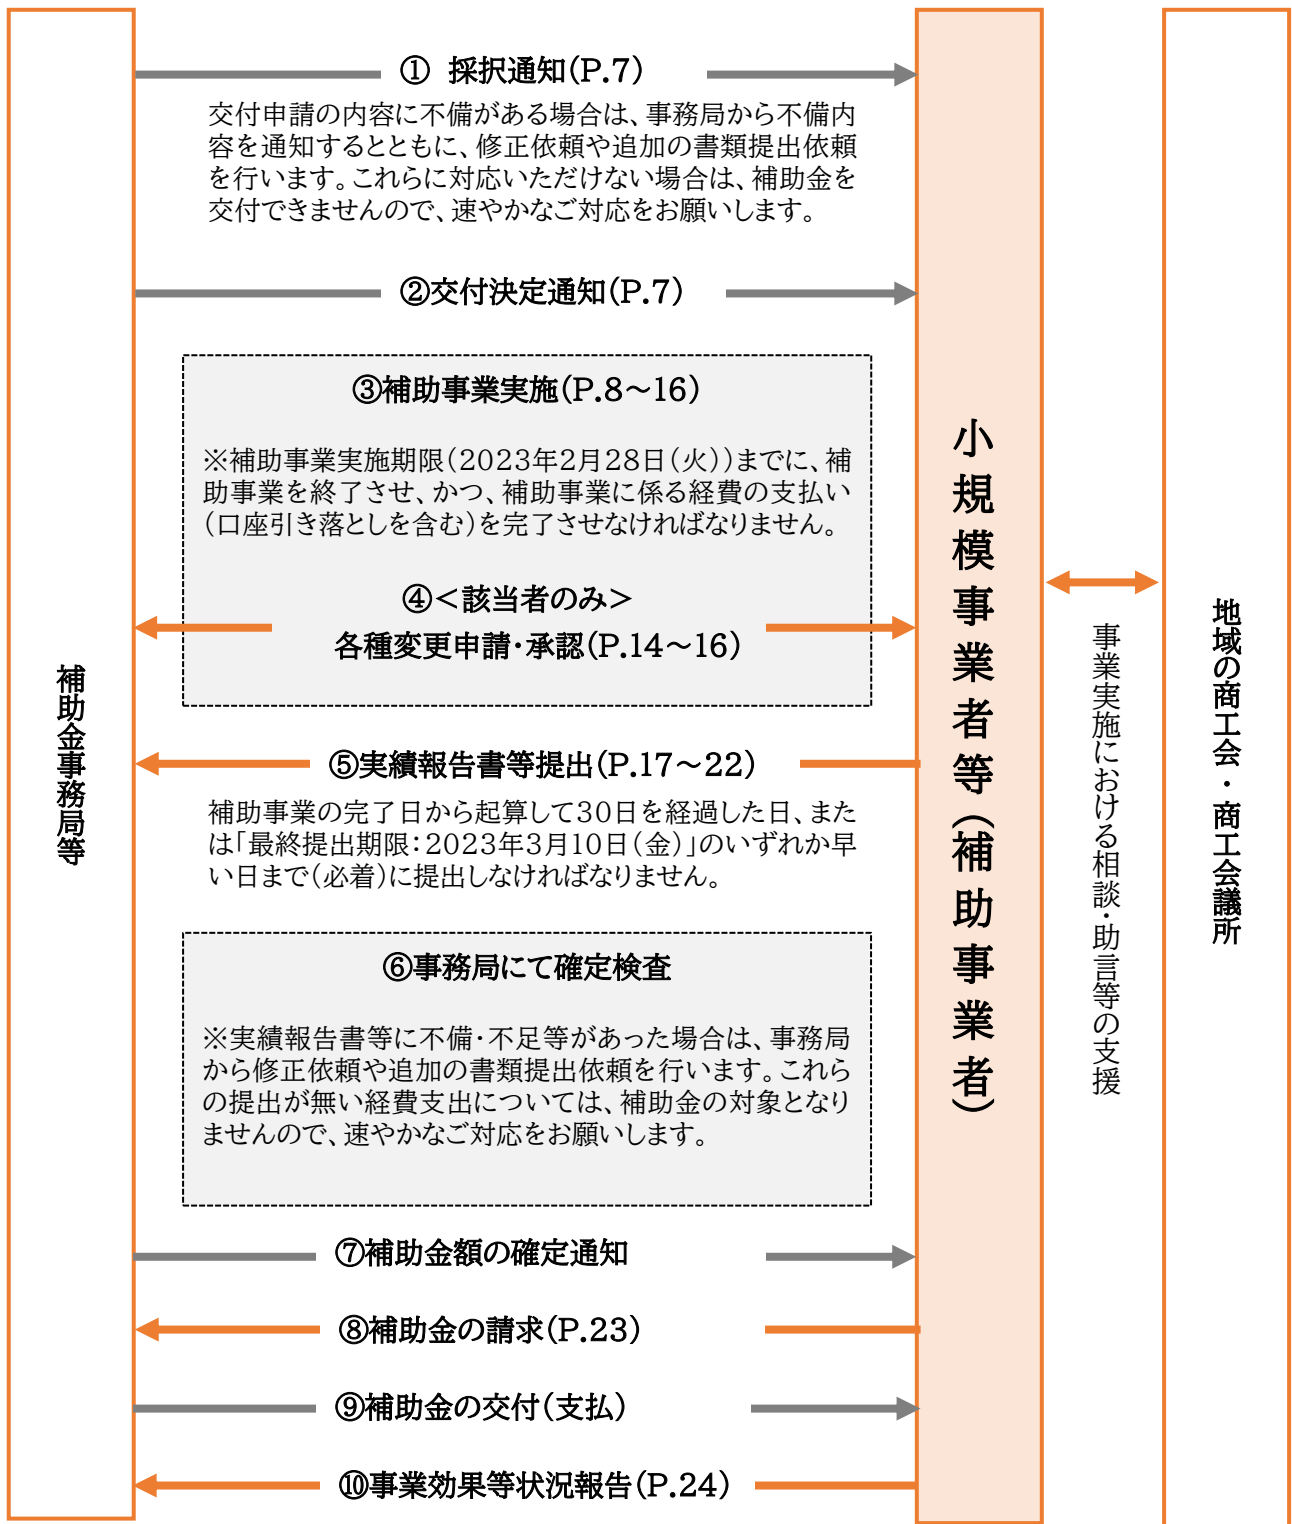 補助金事務局等
① 採択通知(P.7)
交付申請の内容に不備がある場合は、事務局から不備内
容を通知するとともに、修正依頼や追加の書類提出依頼
を行います。これらに対応いただけない場合は、補助金を
交付できませんので、速やかなご対応をお願いします。
②交付決定通知(P.7)
③補助事業実施(P.8～16)
※補助事業実施期限(2023年2月28日(火))までに、補
助事業を終了させ、かつ、補助事業に係る経費の支払い
(口座引き落としを含む)を完了させなければなりません。
④＜該当者のみ＞
各種変更申請・承認(P.14～16)
⑤実績報告書等提出(P.17～22)
補助事業の完了日から起算して30日を経過した日、また
は「最終提出期限：2023年3月10日(金)」のいずれか早
い日まで(必着)に提出しなければなりません。
⑥事務局にて確定検査
※実績報告書等に不備・不足等があった場合は、事務局
から修正依頼や追加の書類提出依頼を行います。これら
の提出が無い経費支出については、補助金の対象となり
ませんので、速やかなご対応をお願いします。
⑦補助金額の確定通知
⑧補助金の請求(P.23)
⑨補助金の交付(支払)
⑩事業効果等状況報告(P.24)
小規模事業者等(補助事業者)
事業実施における相談・助言等の支援
地域の商工会・商工会議所